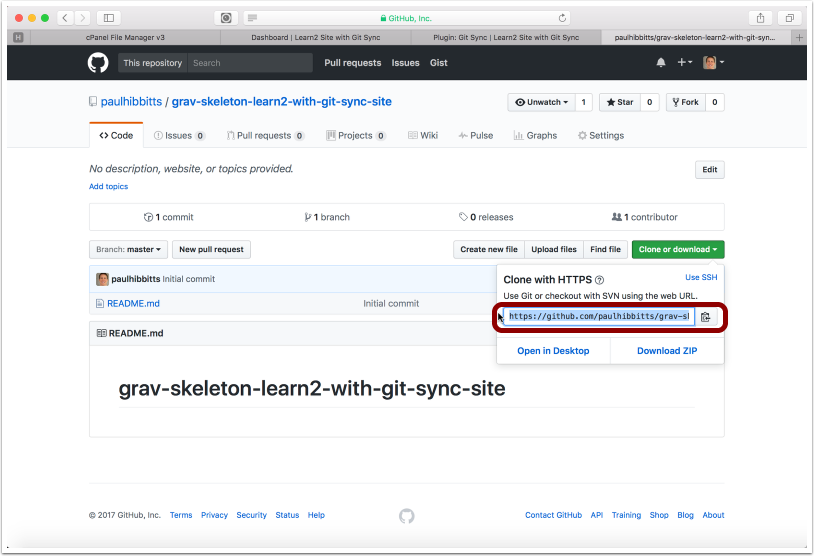 GitHub, Inc.
H cPanel File Manager v3 Dashboard | Learn2 Site with Git Sync Plugin: Git Sync | Learn2 Site with Git Sync paulhibbitts/grav-skeleton-learn2-with-git-syn...
This repository Search Pull requests Issues Gist
paulhibbitts / grav-skeleton-learn2-with-git-sync-site Unwatch 1 Star 0 Fork 0
Code Issues 0 Pull requests 0 Projects 0 Wiki Pulse Graphs Settings
No description, website, or topics provided. Edit
Add topics
1 commit 1 branch 0 releases 1 contributor
Branch: master New pull request Create new file Upload files Find file Clone or download
paulhibbitts Initial commit
README.md Initial commit
Clone with HTTPS ? Use SSH
Use Git or checkout with SVN using the web URL.
https://github.com/paulhibbitts/grav-sl
Open in Desktop Download ZIP
README.md
grav-skeleton-learn2-with-git-sync-site
© 2017 GitHub, Inc. Terms Privacy Security Status Help Contact GitHub API Training Shop Blog About